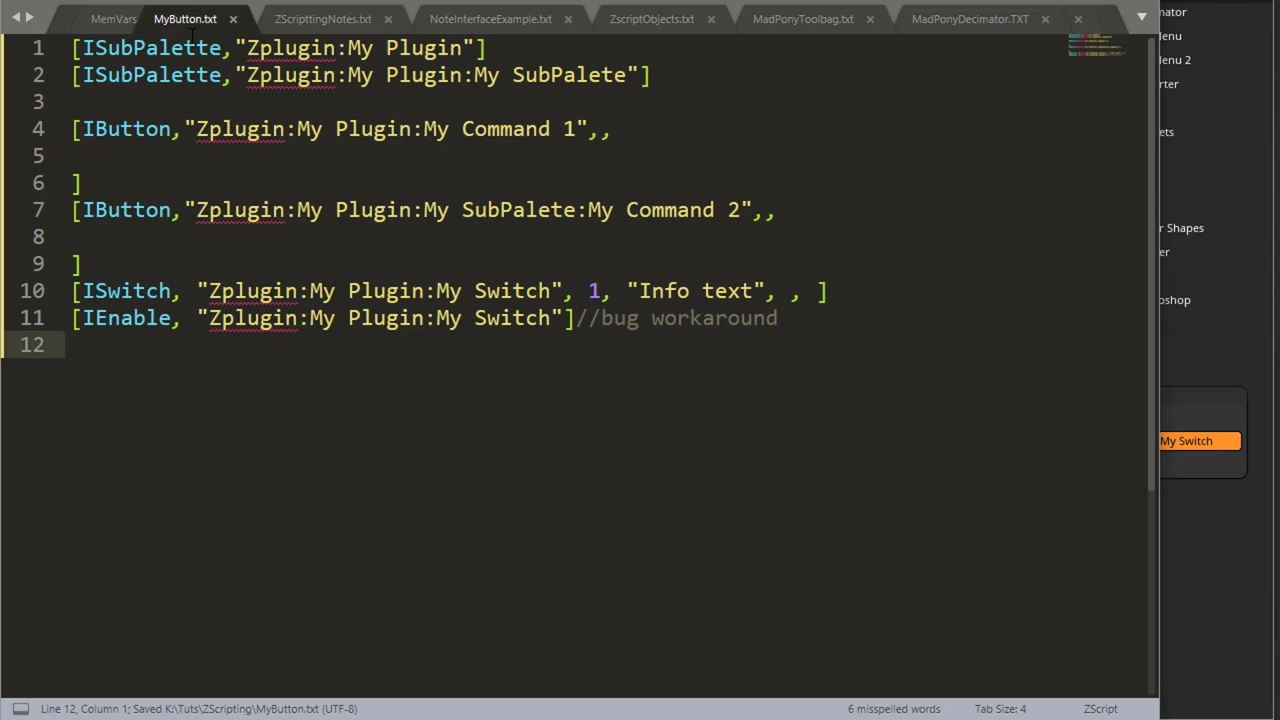 MemVars MyButton.txt × ZScripttingNotes.txt × NoteInterfaceExample.txt × ZscriptObjects.txt × MadPonyToolbag.txt × MadPonyDecimator.TXT × ×
1 [ISubPalette,"Zplugin:My Plugin"]
2 [ISubPalette,"Zplugin:My Plugin:My SubPalete"]
3
4 [IButton,"Zplugin:My Plugin:My Command 1",,
5
6 ]
7 [IButton,"Zplugin:My Plugin:My SubPalete:My Command 2",,
8
9 ]
10 [ISwitch, "Zplugin:My Plugin:My Switch", 1, "Info text", , ]
11 [IEnable, "Zplugin:My Plugin:My Switch"]//bug workaround
12
mator
enu
enu 2
rter
ets
r Shapes
er
oshop
My Switch
Line 12, Column 1; Saved K:\Tuts\ZScripting\MyButton.txt (UTF-8) 6 misspelled words Tab Size: 4 ZScript